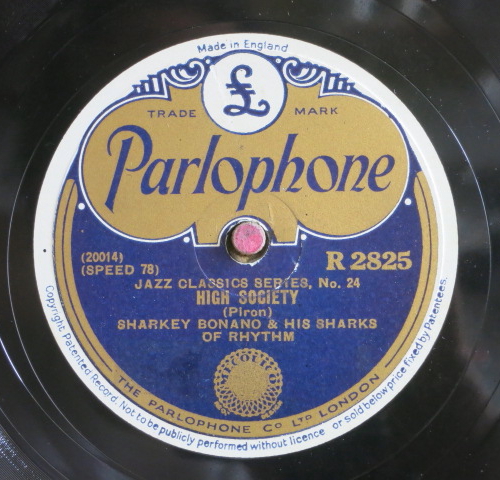 Made in England
£
TRADE MARK
Parlophone
(20014)
(SPEED 78)
R 2825
JAZZ CLASSICS SERIES, No. 24
HIGH SOCIETY
(Piron)
SHARKEY BONANO & HIS SHARKS
OF RHYTHM
THE PARLOPHONE Cº LTD LONDON
Copyright Patented Record. Not to be publicly performed without licence or sold below price fixed by Patentees.